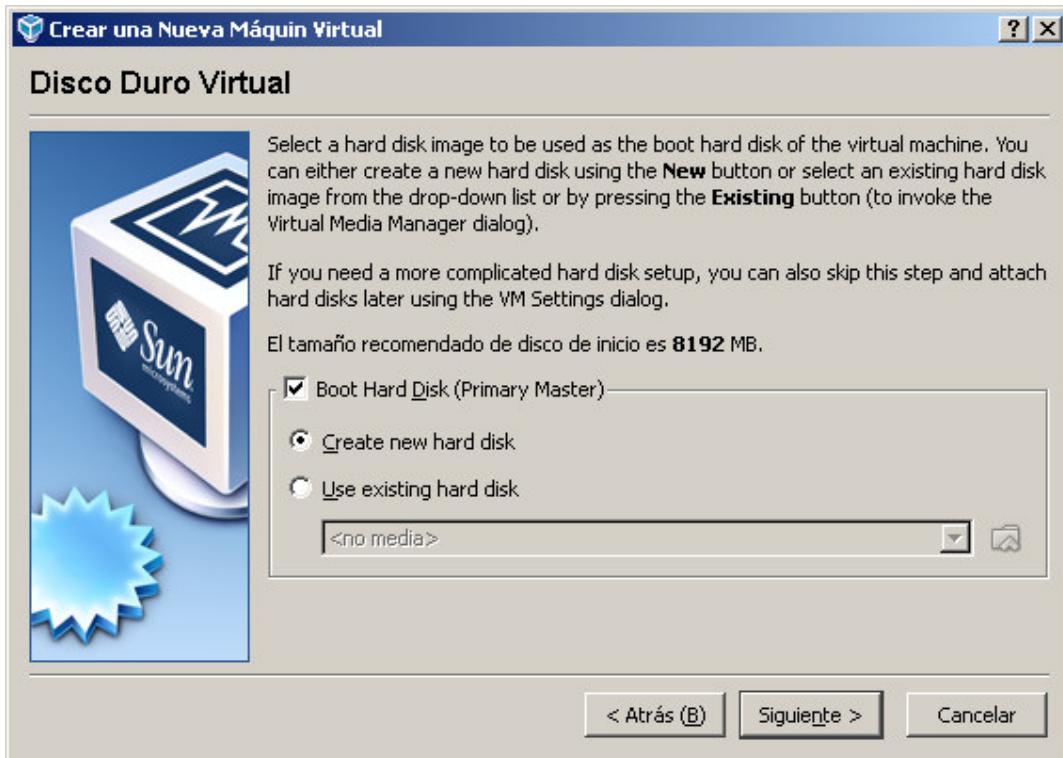 Crear una Nueva Máquin Virtual
Disco Duro Virtual
Select a hard disk image to be used as the boot hard disk of the virtual machine. You
can either create a new hard disk using the New button or select an existing hard disk
image from the drop-down list or by pressing the Existing button (to invoke the
Virtual Media Manager dialog).
If you need a more complicated hard disk setup, you can also skip this step and attach
hard disks later using the VM Settings dialog.
El tamaño recomendado de disco de inicio es 8192 MB.
Boot Hard Disk (Primary Master)
Create new hard disk
Use existing hard disk
<no media>
Sun
microsystems
< Atrás (B)
Siguiente >
Cancelar